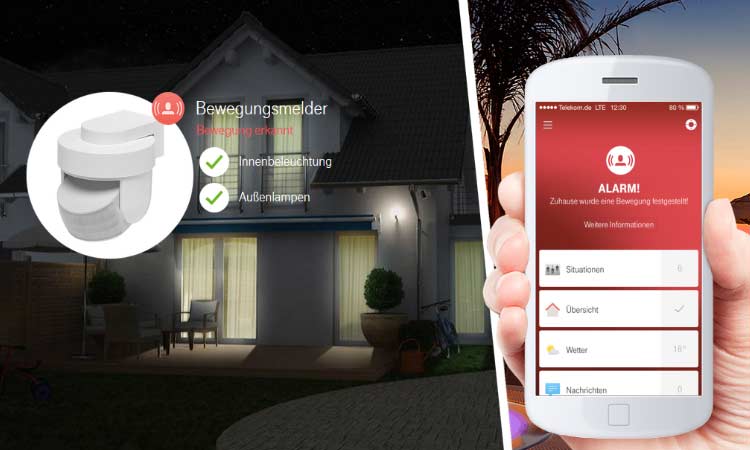 Bewegungsmelder
Bewegung erkannt
Innenbeleuchtung
Außenlampen
Telekom.de LTE 12:30 80 %
ALARM!
Zuhause wurde eine Bewegung festgestellt!
Weitere Informationen
Situationen 6
Übersicht
Wetter 16°
Nachrichten 0